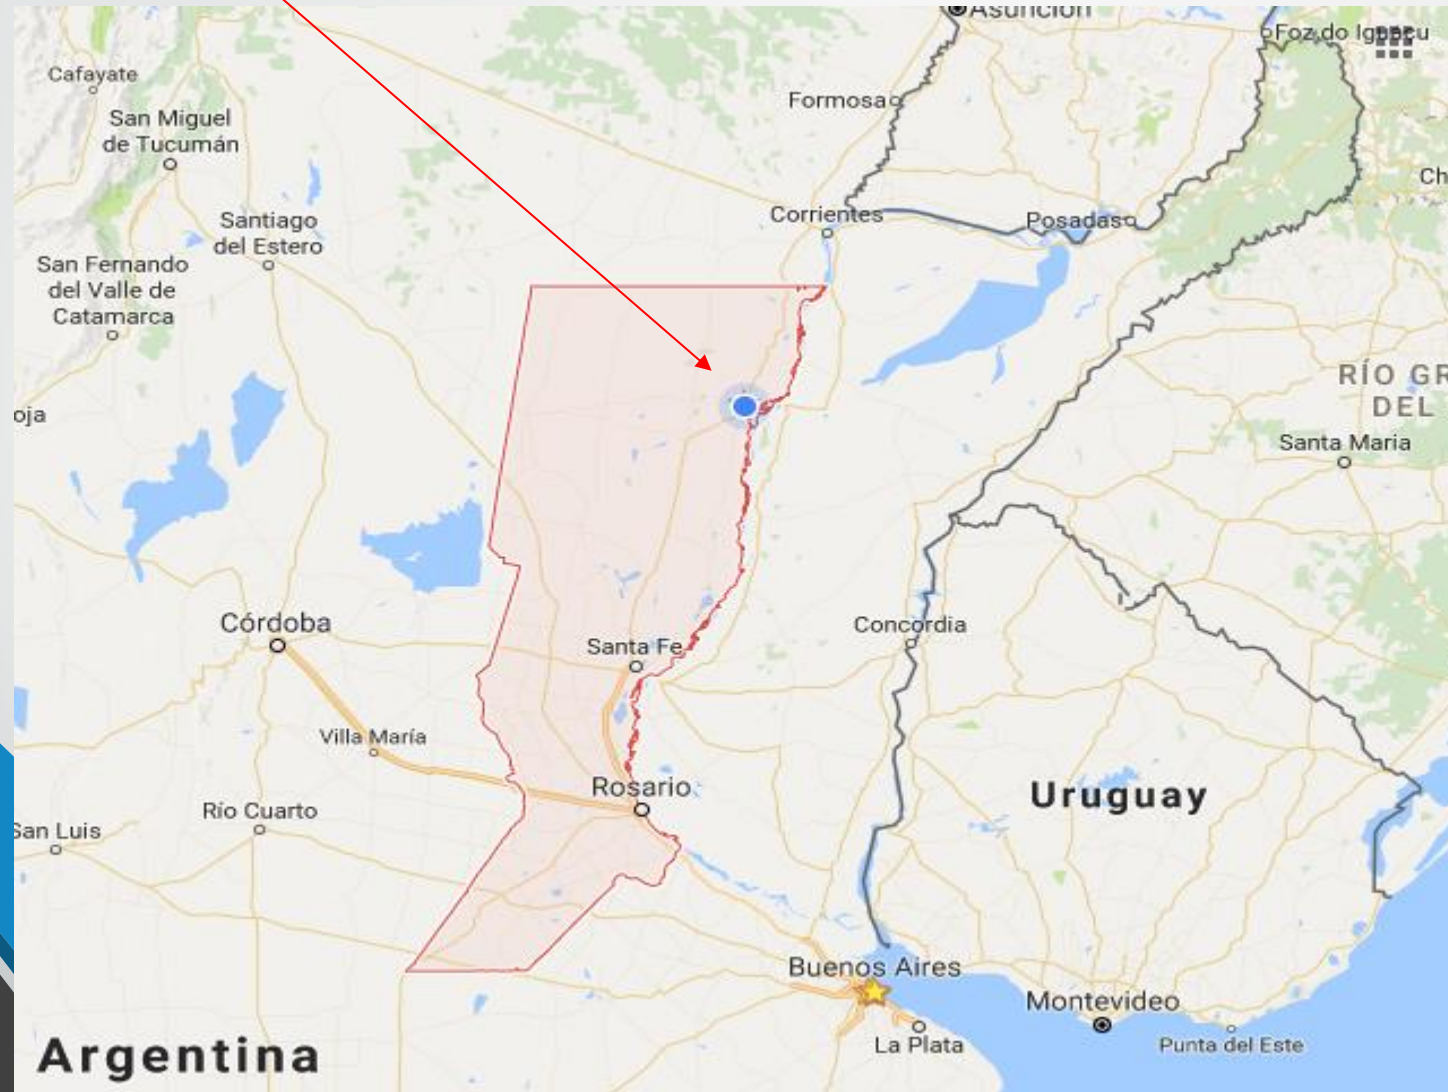 Asunción
Foz do Iguaçu
Cafayate
Formosa
San Miguel
de Tucumán
Ch
Corrientes
Posadas
Santiago
del Estero
San Fernando
del Valle de
Catamarca
RÍO GR
DEL
oja
Santa Maria
Córdoba
Concordia
Santa Fe
Villa María
Rosario
Uruguay
Río Cuarto
San Luis
Buenos Aires
Montevideo
La Plata
Punta del Este
Argentina